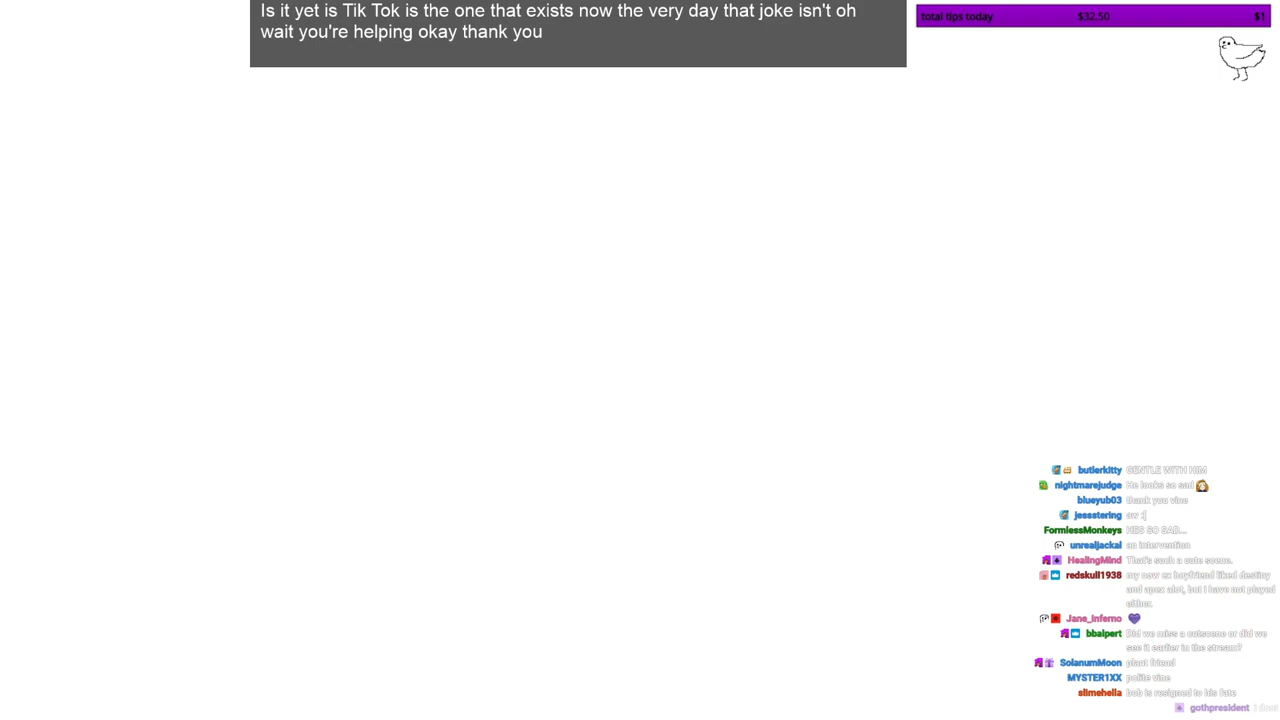 Is it yet is Tik Tok is the one that exists now the very day that joke isn't oh
wait you're helping okay thank you
total tips today $32.50 $1
butlerkitty GENTLE WITH HIM
nightmarejudge He looks so sad
blueyub03 thank you vine
jessstering aw :]
FormlessMonkeys HES SO SAD...
unrealjackal an intervention
HealingMind That's such a cute scene.
redskull1938 my now ex boyfriend liked destiny
and apex alot, but i have not played
either.
Jane_Inferno
bbalpert Did we miss a cutscene or did we
see it earlier in the stream?
SolanumMoon plant friend
MYSTER1XX polite vine
slimehella bob is resigned to his fate
gothpresident